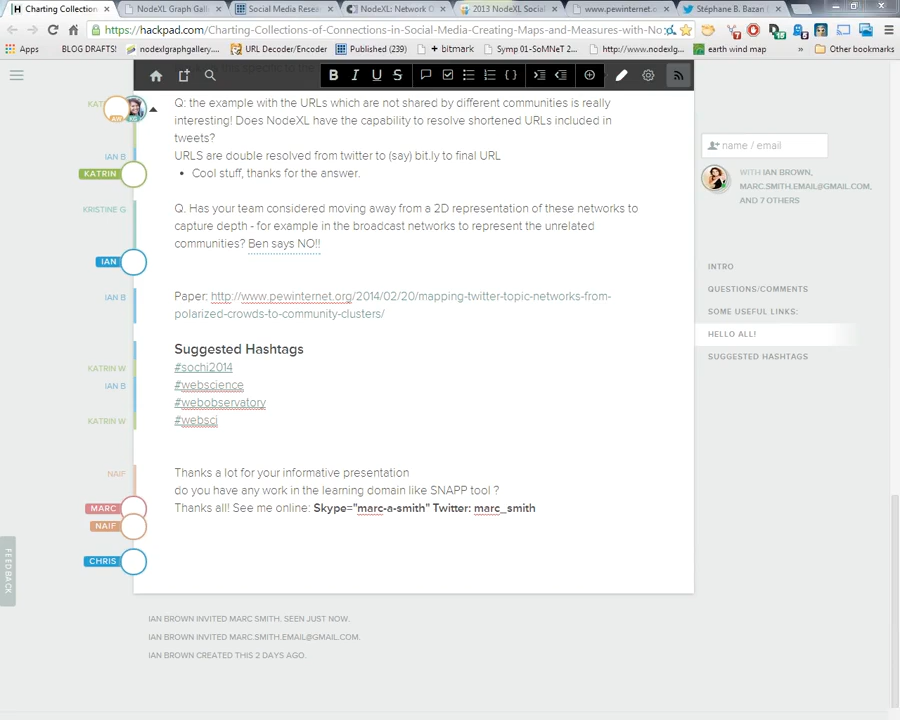 Charting Collection
NodeXL Graph Gall
Social Media Resea
NodeXL: Network O
2013 NodeXL Social
www.pewinternet.or
Stéphane B. Bazan
https://hackpad.com/Charting-Collections-of-Connections-in-Social-Media-Creating-Maps-and-Measures-with-No
Apps
BLOG DRAFTS!
nodexlgraphgallery....
URL Decoder/Encoder
Published (239)
+ bitmark
Symp 01-SoMNeT 2...
http://www.nodexlg...
earth wind map
»
Other bookmarks
B I U S
Q: the example with the URLs which are not shared by different communities is really
interesting! Does NodeXL have the capability to resolve shortened URLs included in
tweets?
IAN B
URLS are double resolved from twitter to (say) bit.ly to final URL
KATRIN
• Cool stuff, thanks for the answer.
KRISTINE G
Q. Has your team considered moving away from a 2D representation of these networks to
capture depth - for example in the broadcast networks to represent the unrelated
communities? Ben says NO!!
IAN
IAN B
Paper: http://www.pewinternet.org/2014/02/20/mapping-twitter-topic-networks-from-
polarized-crowds-to-community-clusters/
Suggested Hashtags
KATRIN W
#sochi2014
IAN B
#webscience
#webobservatory
KATRIN W
#websci
NAIF
Thanks a lot for your informative presentation
do you have any work in the learning domain like SNAPP tool ?
MARC
Thanks all! See me online: Skype="marc-a-smith" Twitter: marc_smith
NAIF
CHRIS
FEEDBACK
IAN BROWN INVITED MARC SMITH. SEEN JUST NOW.
IAN BROWN INVITED MARC.SMITH.EMAIL@GMAIL.COM.
IAN BROWN CREATED THIS 2 DAYS AGO.
name / email
WITH IAN BROWN,
MARC.SMITH.EMAIL@GMAIL.COM,
AND 7 OTHERS
INTRO
QUESTIONS/COMMENTS
SOME USEFUL LINKS:
HELLO ALL!
SUGGESTED HASHTAGS